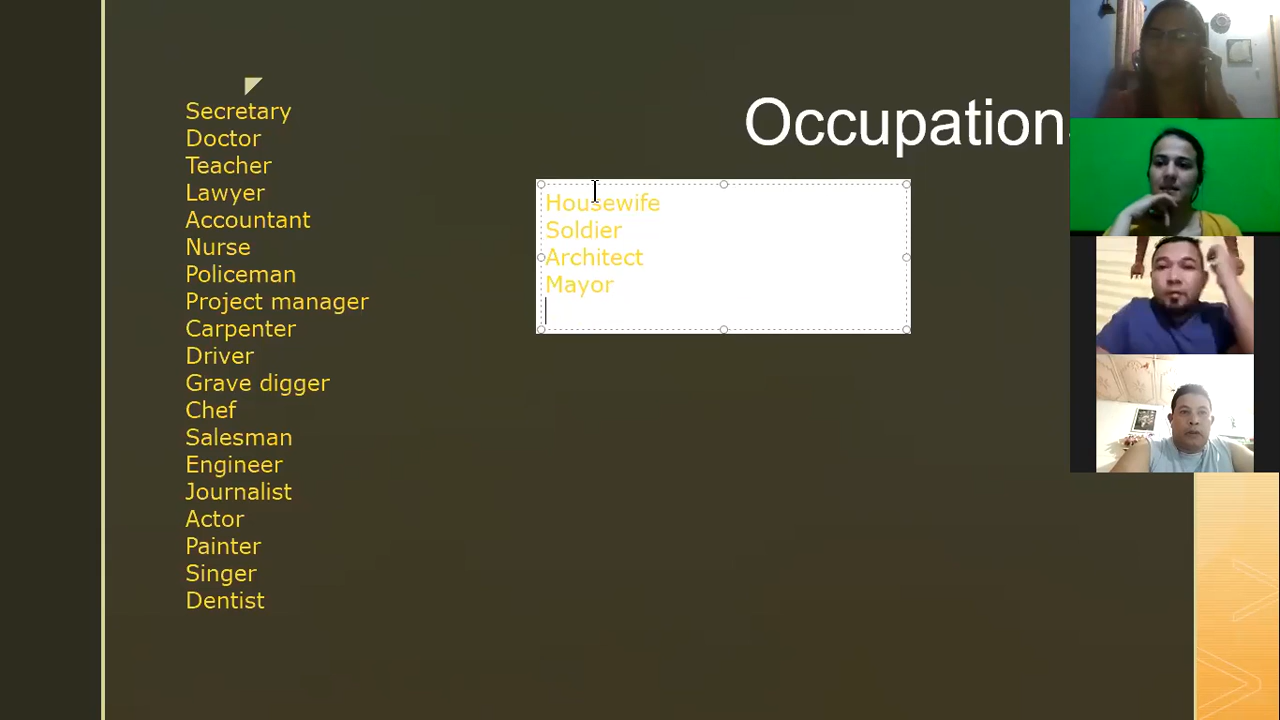 Occupation
Secretary
Doctor
Teacher
Lawyer
Accountant
Nurse
Policeman
Project manager
Carpenter
Driver
Grave digger
Chef
Salesman
Engineer
Journalist
Actor
Painter
Singer
Dentist
Housewife
Soldier
Architect
Mayor